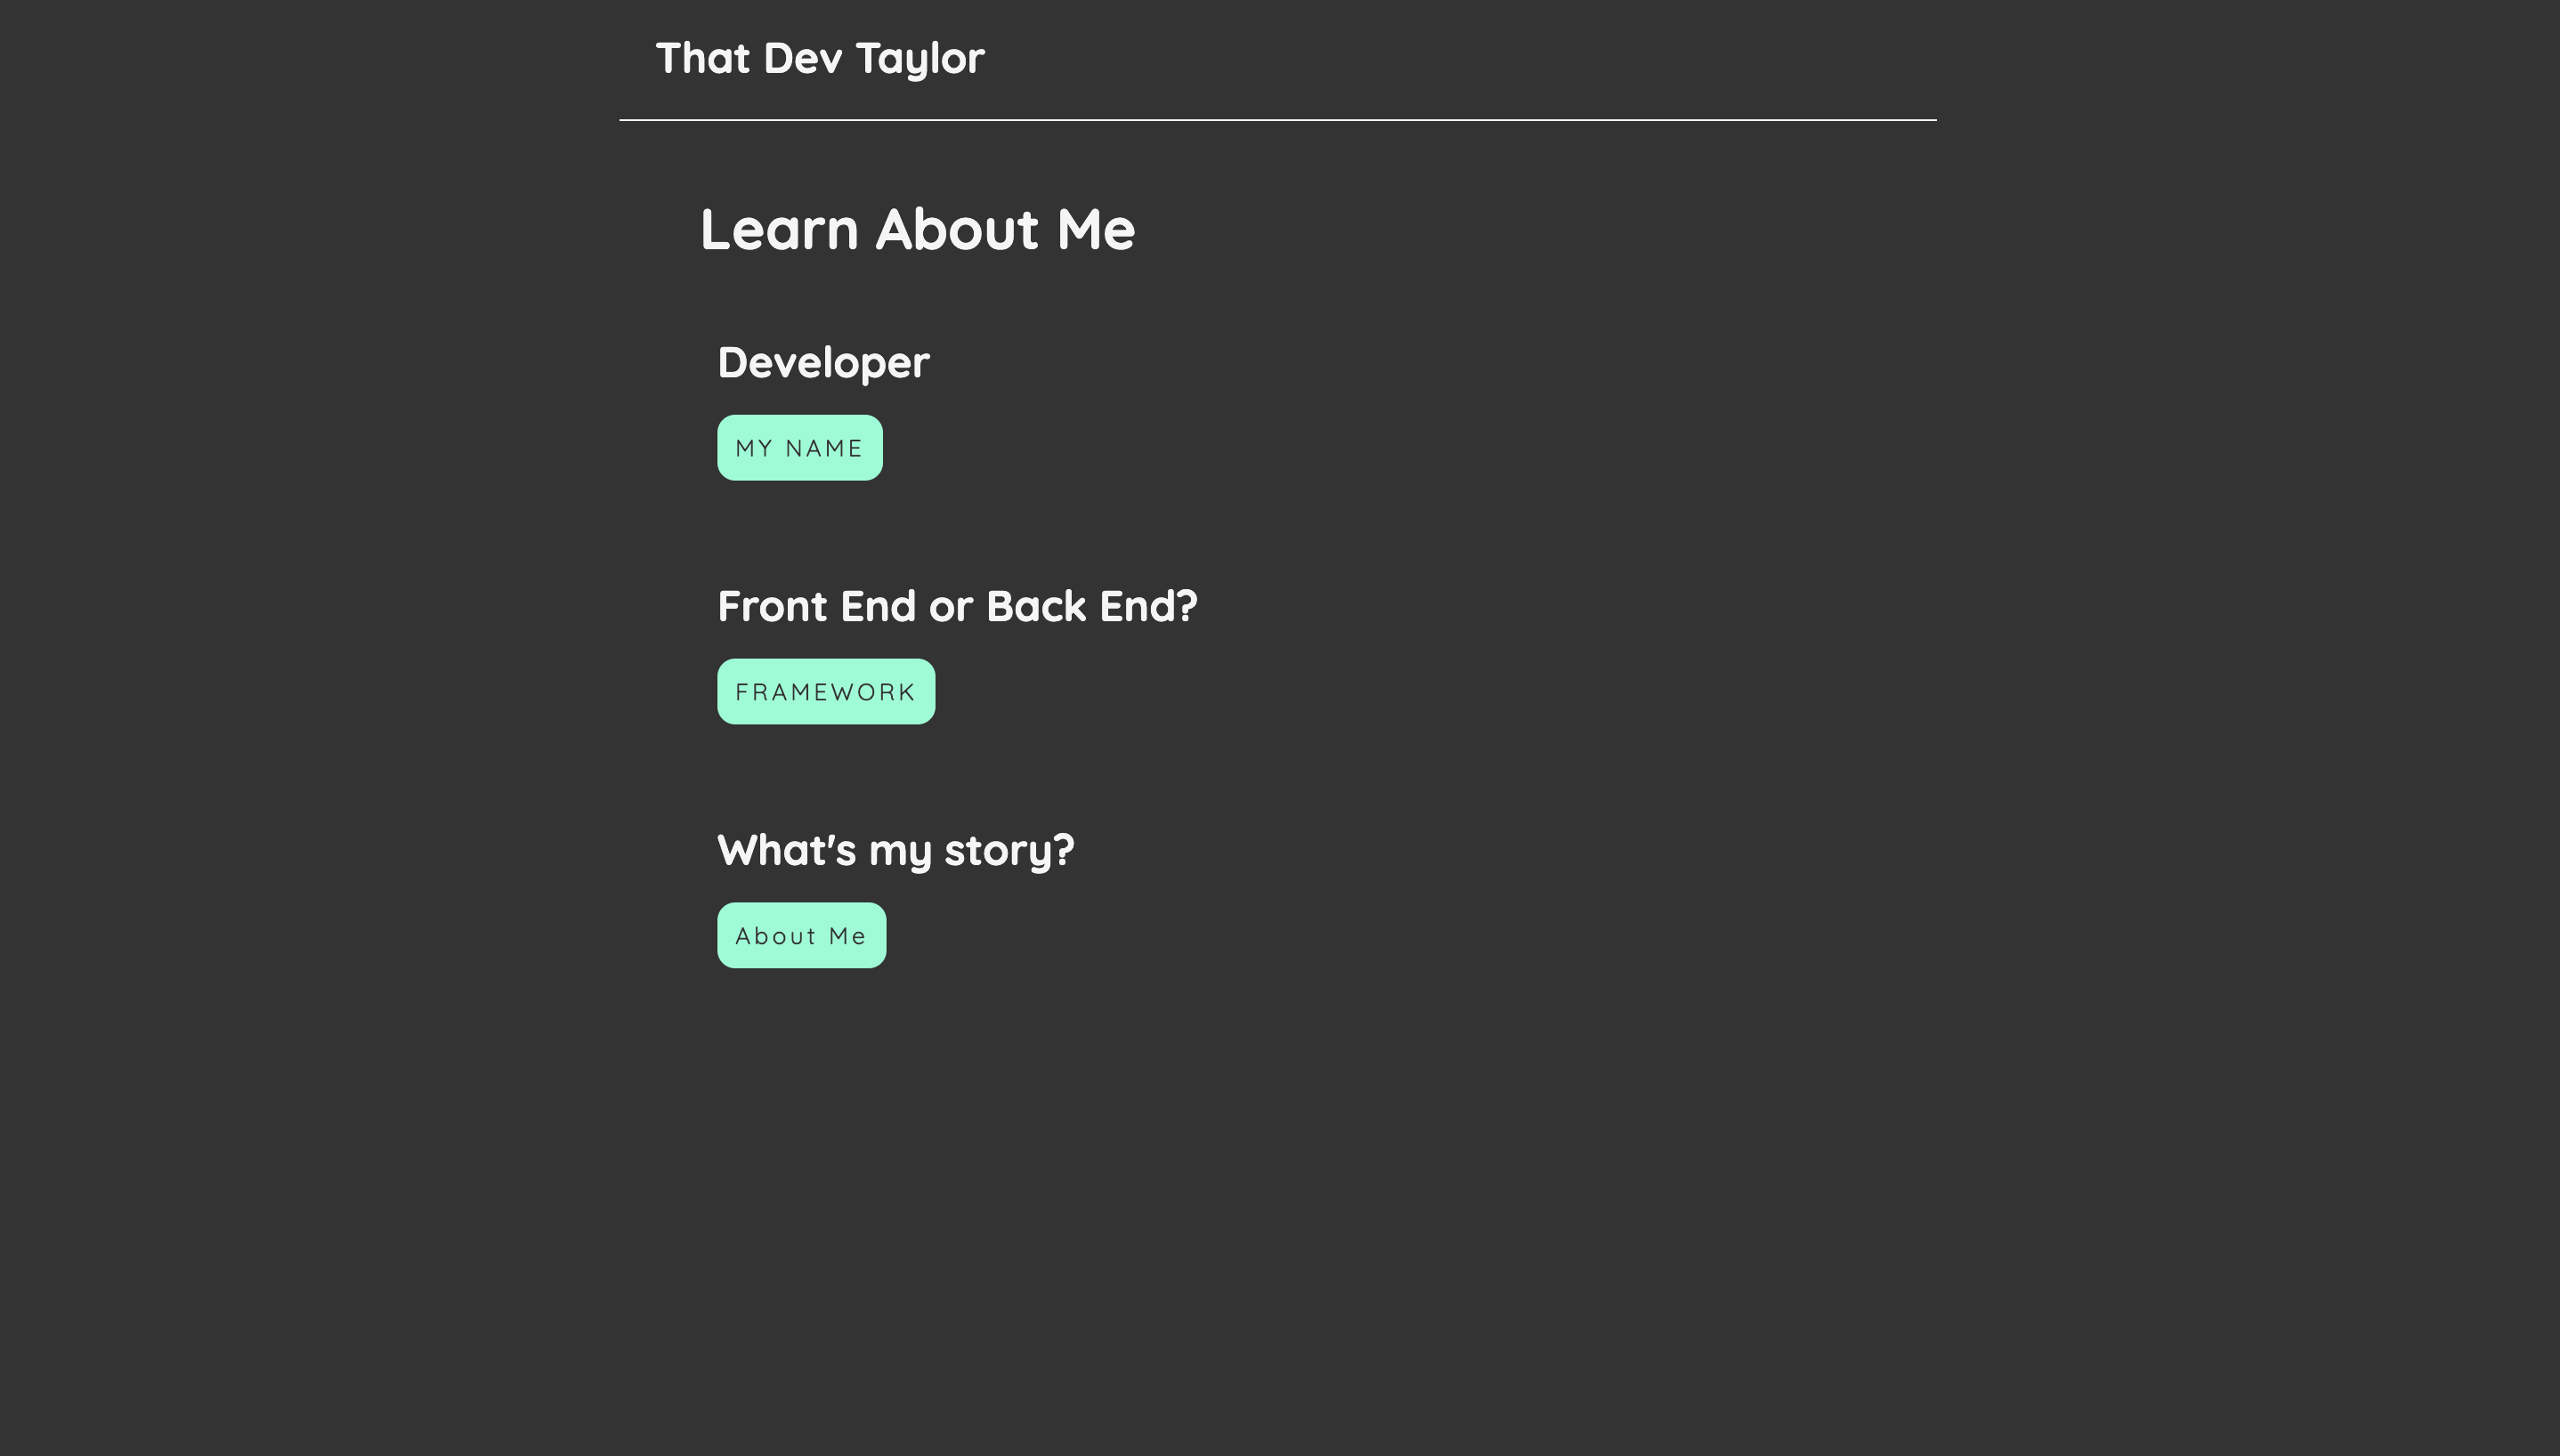 That Dev Taylor
Learn About Me
Developer
MY NAME
Front End or Back End?
FRAMEWORK
What's my story?
About Me